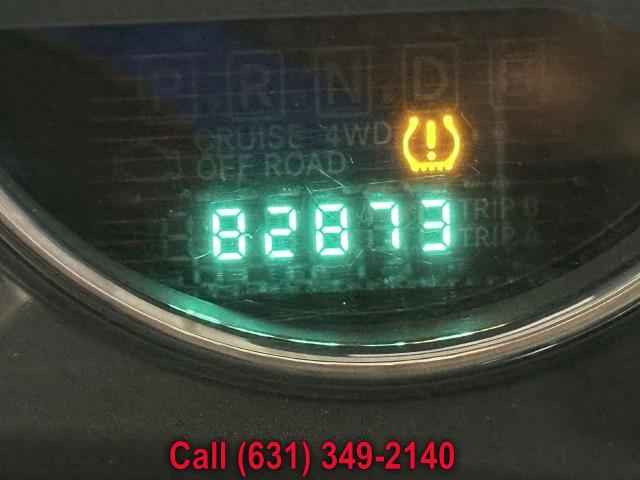 P R N D
CRUISE 4WD
OFF ROAD
82873 TRIP B
TRIP A
Call (631) 349-2140